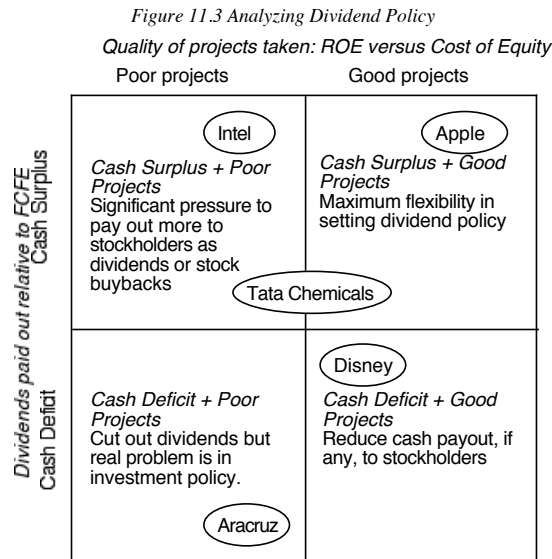 Figure 11.3 Analyzing Dividend Policy
Quality of projects taken: ROE versus Cost of Equity
Poor projects
Good projects
Dividends paid out relative to FCFE
Cash Surplus
Cash Deficit
Intel
Cash Surplus + Poor
Projects
Significant pressure to
pay out more to
stockholders as
dividends or stock
buybacks
Apple
Cash Surplus + Good
Projects
Maximum flexibility in
setting dividend policy
Tata Chemicals
Cash Deficit + Poor
Projects
Cut out dividends but
real problem is in
investment policy.
Aracruz
Disney
Cash Deficit + Good
Projects
Reduce cash payout, if
any, to stockholders